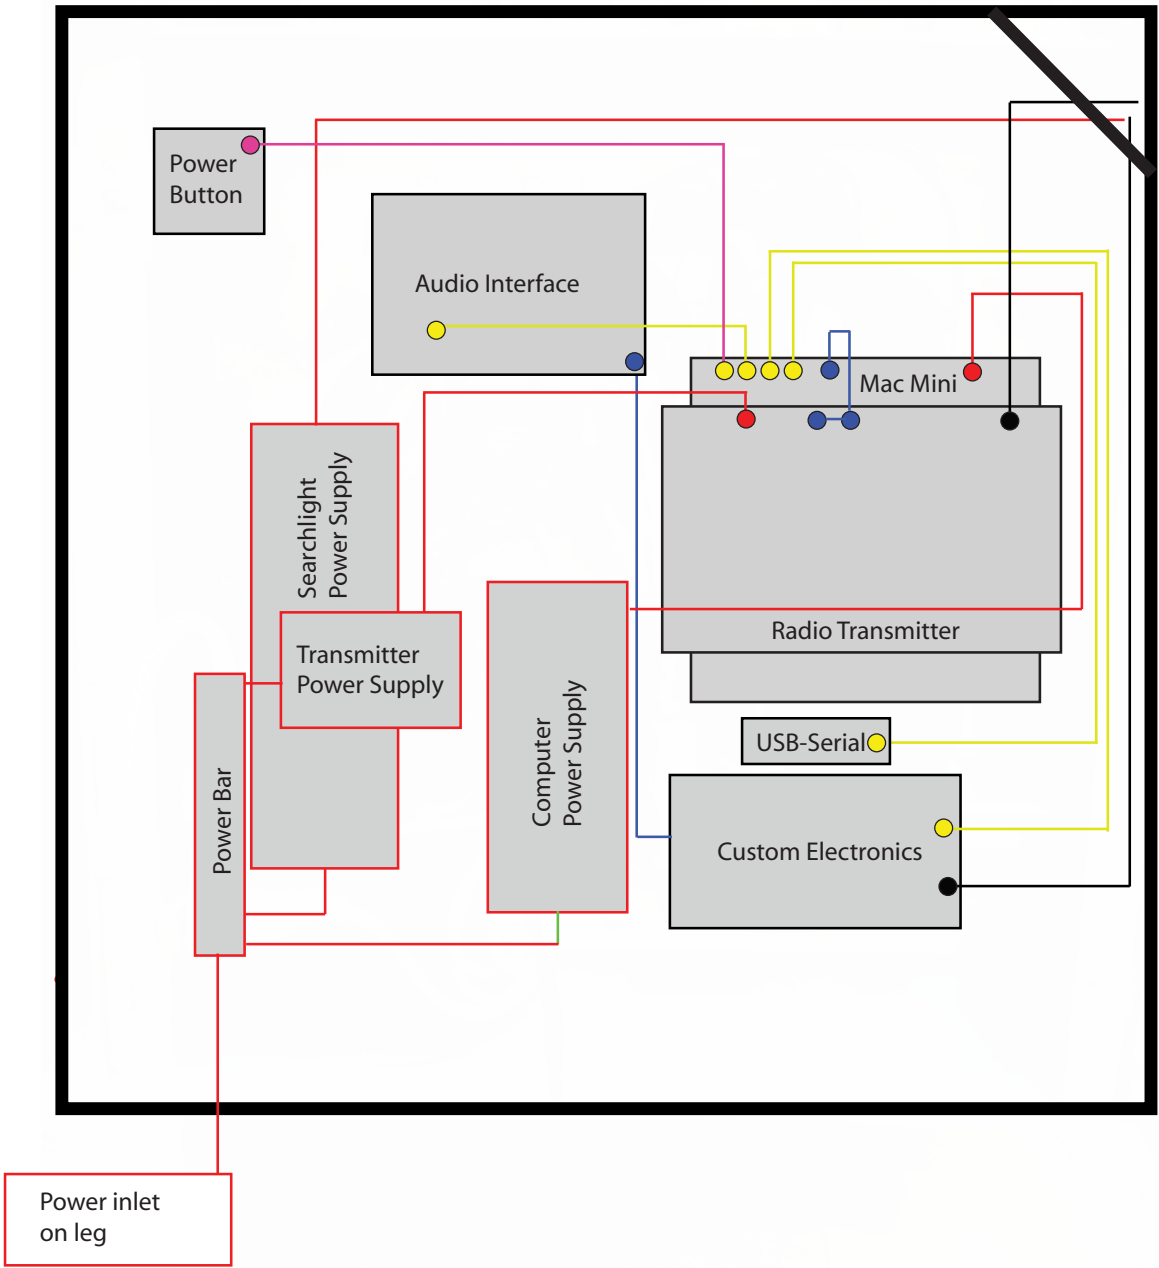 Power
Button
Audio Interface
Mac Mini
Searchlight
Power Supply
Transmitter
Power Supply
Radio Transmitter
Computer
Power Supply
USB-Serial
Power Bar
Custom Electronics
Power inlet
on leg